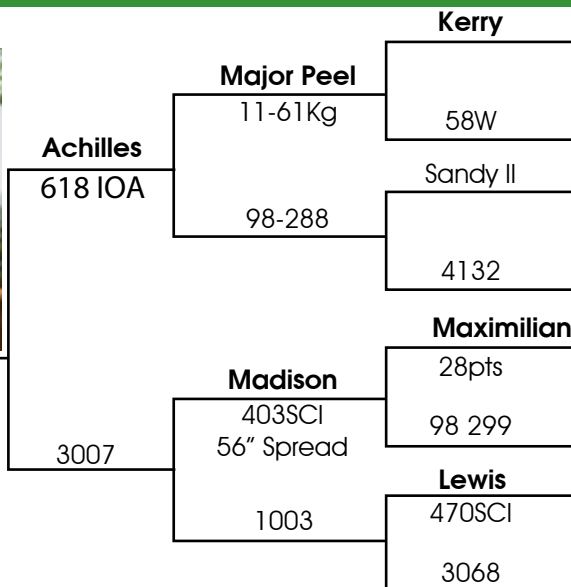 Kerry
Major Peel
11-61Kg
58W
Achilles
618 IOA
Sandy II
98-288
4132
Maximilian
28pts
Madison
403SCI
56” Spread
98 299
3007
Lewis
470SCI
1003
3068